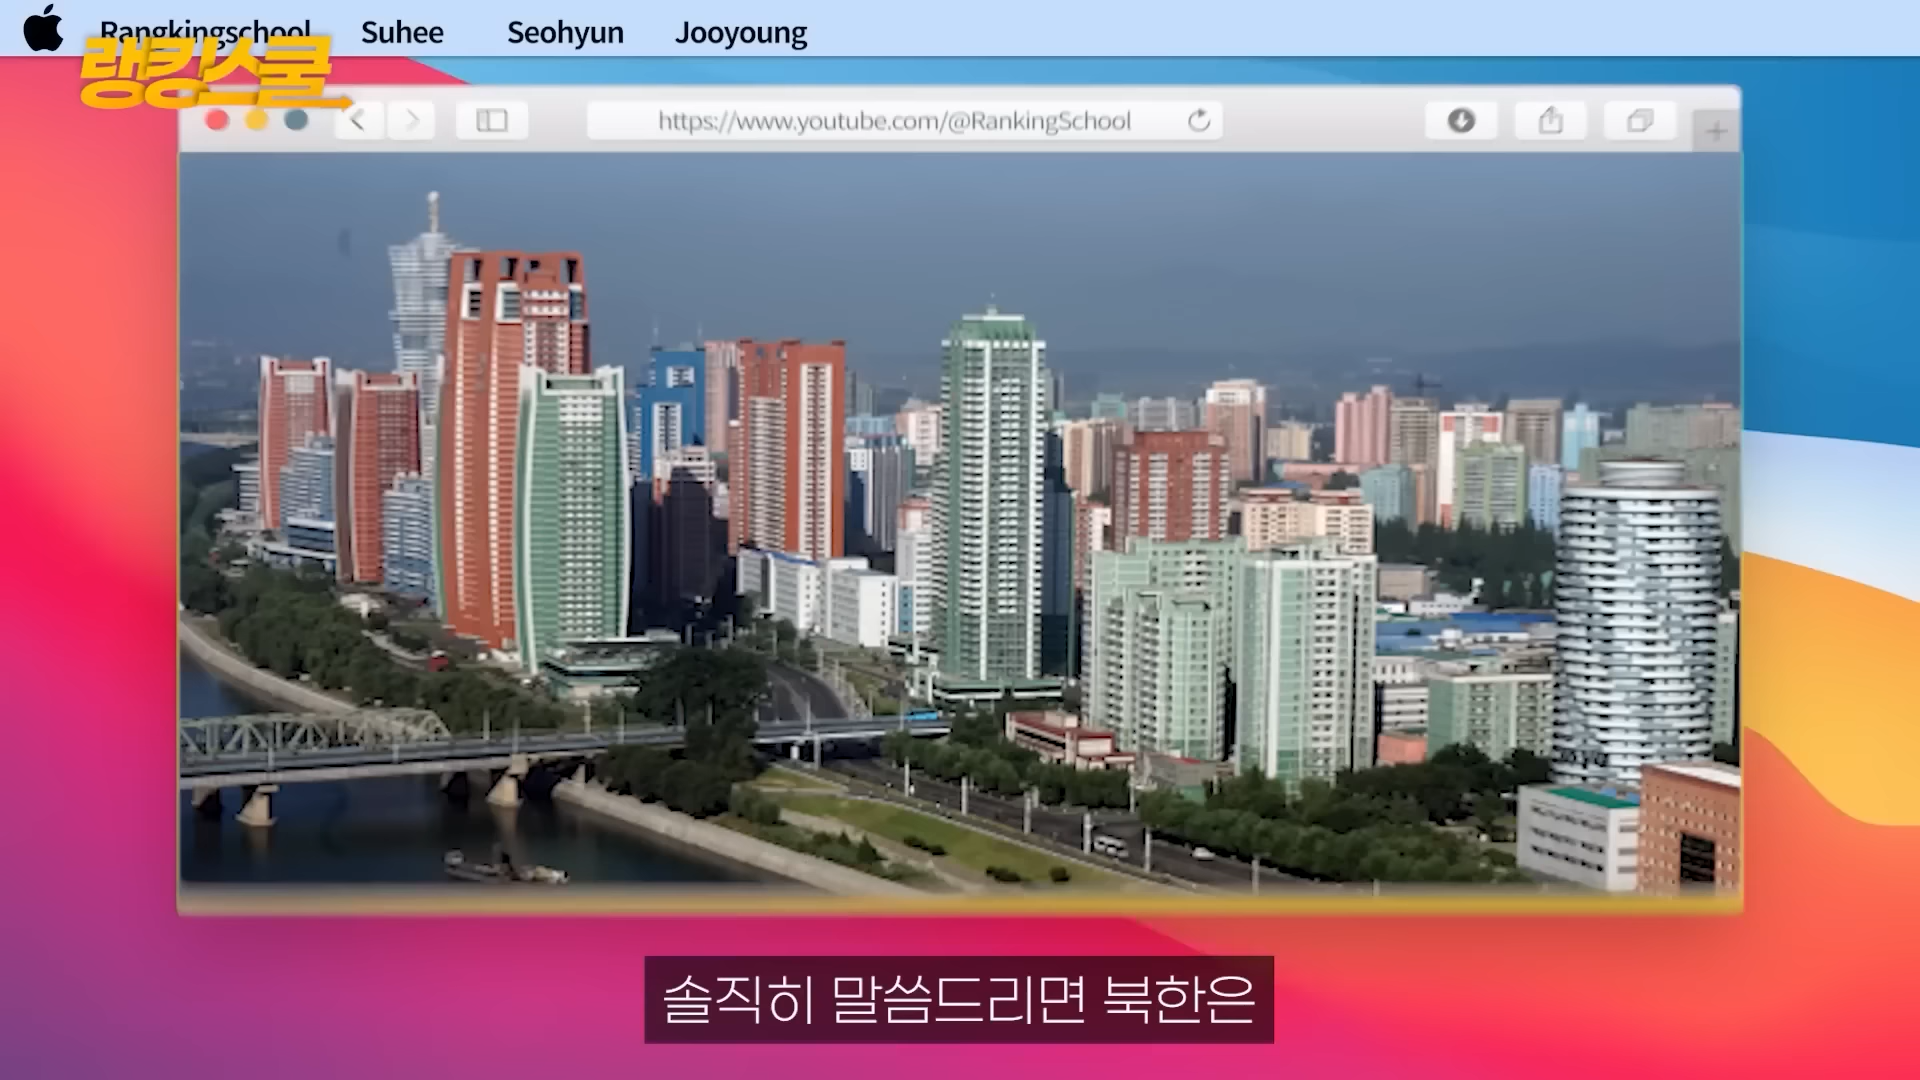 Rangkingschool Suhee Seohyun Jooyoung
랭킹스쿨
https://www.youtube.com/@RankingSchool
솔직히 말씀드리면 북한은